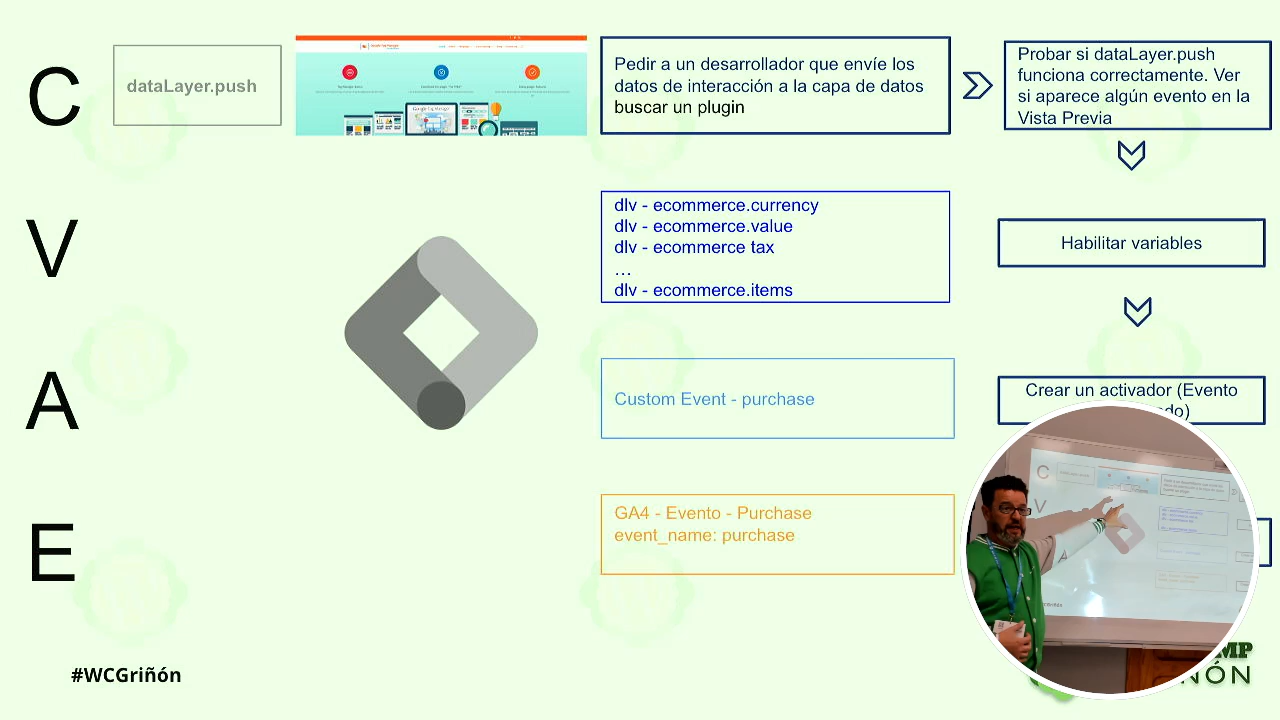 C
dataLayer.push
Google Tag Manager
Pedir a un desarrollador que envíe los
datos de interacción a la capa de datos
buscar un plugin
Probar si dataLayer.push
funciona correctamente. Ver
si aparece algún evento en la
Vista Previa
V
dlv - ecommerce.currency
dlv - ecommerce.value
dlv - ecommerce tax
…
dlv - ecommerce.items
Habilitar variables
A
Custom Event - purchase
Crear un activador (Evento
E
GA4 - Evento - Purchase
event_name: purchase
#WCGriñón